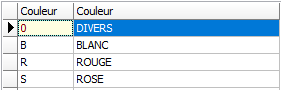 Couleur Couleur
0 DIVERS
B BLANC
R ROUGE
S ROSE